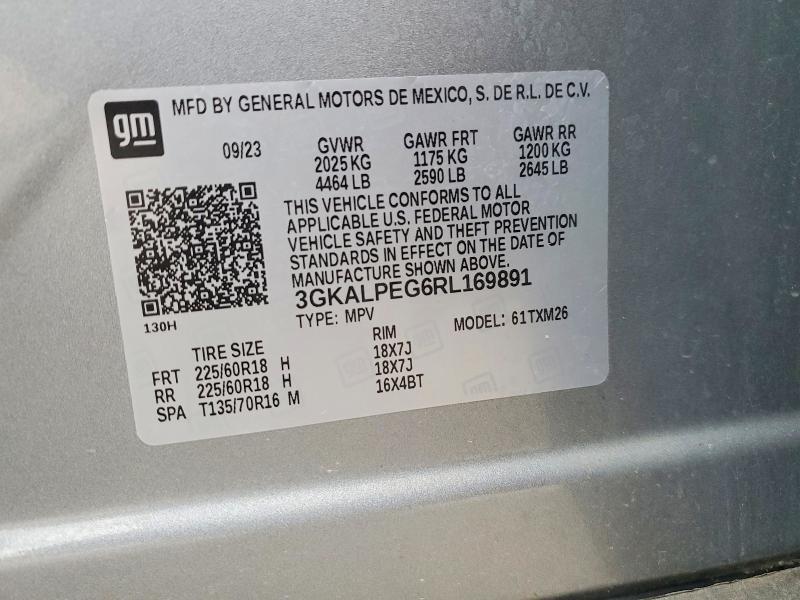 gm
MFD BY GENERAL MOTORS DE MEXICO, S. DE R.L. DE C.V.
09/23 GVWR GAWR FRT GAWR RR
2025 KG 1175 KG 1200 KG
4464 LB 2590 LB 2645 LB
THIS VEHICLE CONFORMS TO ALL
APPLICABLE U.S. FEDERAL MOTOR
VEHICLE SAFETY AND THEFT PREVENTION
STANDARDS IN EFFECT ON THE DATE OF
MANUFACTURE SHOWN ABOVE.
3GKALPEG6RL169891
130H
TYPE: MPV MODEL: 61TXM26
TIRE SIZE RIM
FRT 225/60R18 H 18X7J
RR 225/60R18 H 18X7J
SPA T135/70R16 M 16X4BT